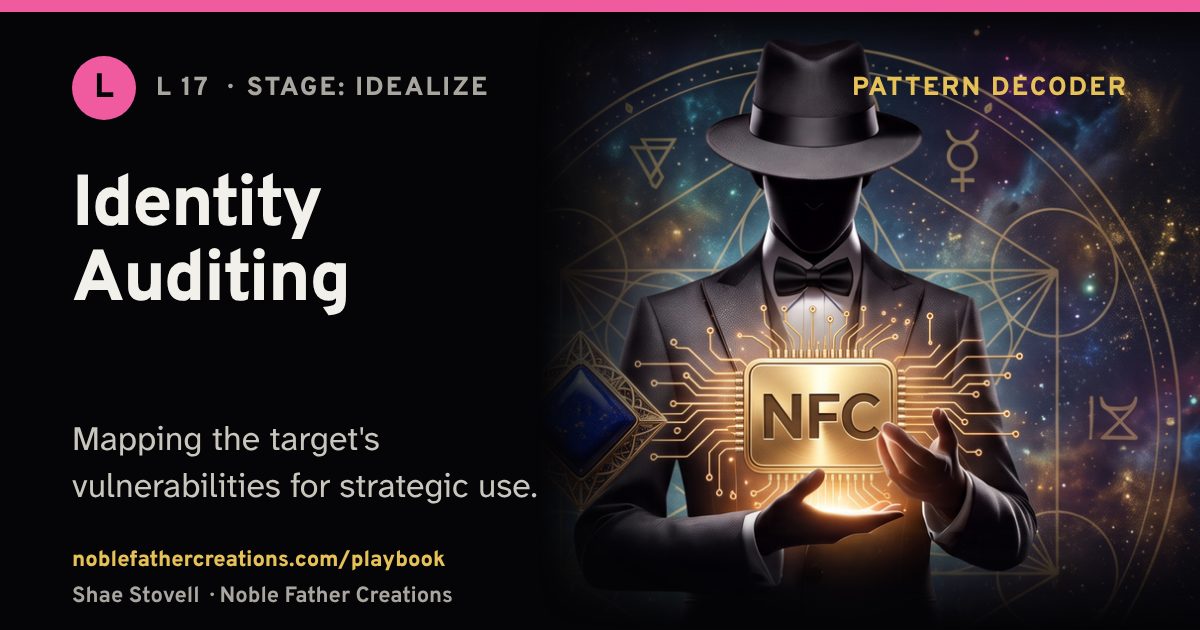 L
L 17 · STAGE: IDEALIZE
PATTERN DECODER
Identity
Auditing
Mapping the target's
vulnerabilities for strategic use.
NFC
noblefathercreations.com/playbook
Shae Stovell · Noble Father Creations